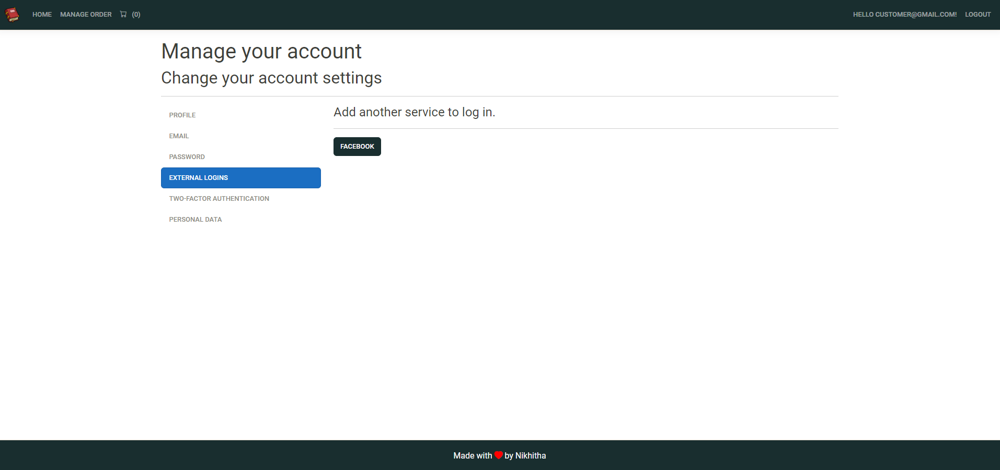 HOME MANAGE ORDER (0) HELLO CUSTOMER@GMAIL.COM! LOGOUT
Manage your account
Change your account settings
PROFILE
EMAIL
PASSWORD
EXTERNAL LOGINS
TWO-FACTOR AUTHENTICATION
PERSONAL DATA
Add another service to log in.
FACEBOOK
Made with ❤ by Nikhitha